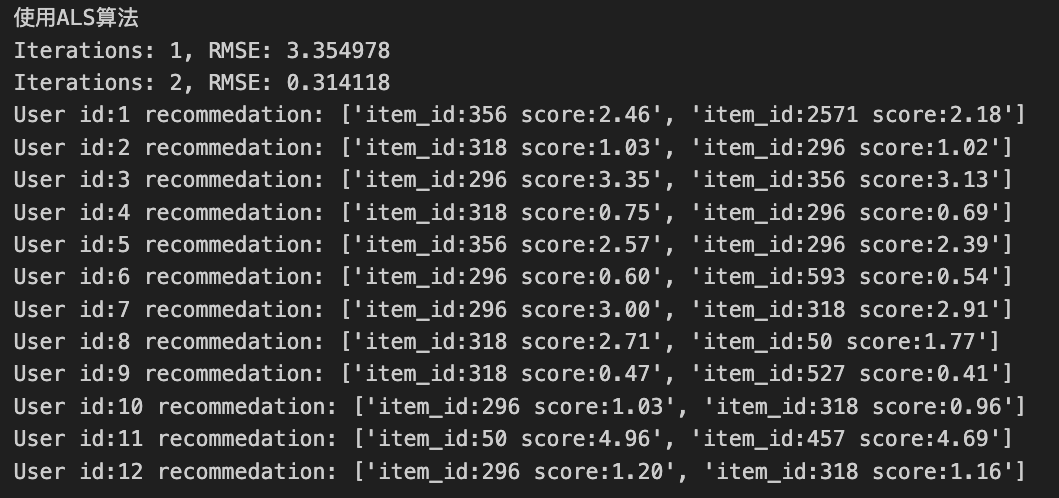 使用ALS算法
Iterations: 1, RMSE: 3.354978
Iterations: 2, RMSE: 0.314118
User id:1 recommedation: ['item_id:356 score:2.46', 'item_id:2571 score:2.18']
User id:2 recommedation: ['item_id:318 score:1.03', 'item_id:296 score:1.02']
User id:3 recommedation: ['item_id:296 score:3.35', 'item_id:356 score:3.13']
User id:4 recommedation: ['item_id:318 score:0.75', 'item_id:296 score:0.69']
User id:5 recommedation: ['item_id:356 score:2.57', 'item_id:296 score:2.39']
User id:6 recommedation: ['item_id:296 score:0.60', 'item_id:593 score:0.54']
User id:7 recommedation: ['item_id:296 score:3.00', 'item_id:318 score:2.91']
User id:8 recommedation: ['item_id:318 score:2.71', 'item_id:50 score:1.77']
User id:9 recommedation: ['item_id:318 score:0.47', 'item_id:527 score:0.41']
User id:10 recommedation: ['item_id:296 score:1.03', 'item_id:318 score:0.96']
User id:11 recommedation: ['item_id:50 score:4.96', 'item_id:457 score:4.69']
User id:12 recommedation: ['item_id:296 score:1.20', 'item_id:318 score:1.16']